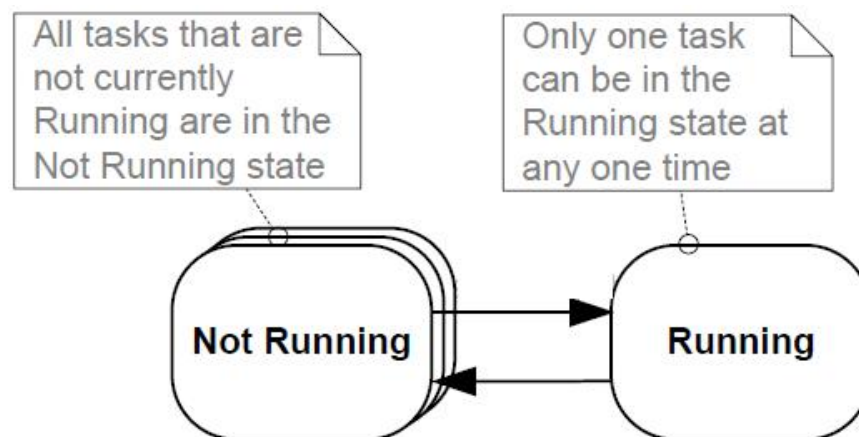 All tasks that are
not currently
Running are in the
Not Running state
Only one task
can be in the
Running state at
any one time
Not Running
Running